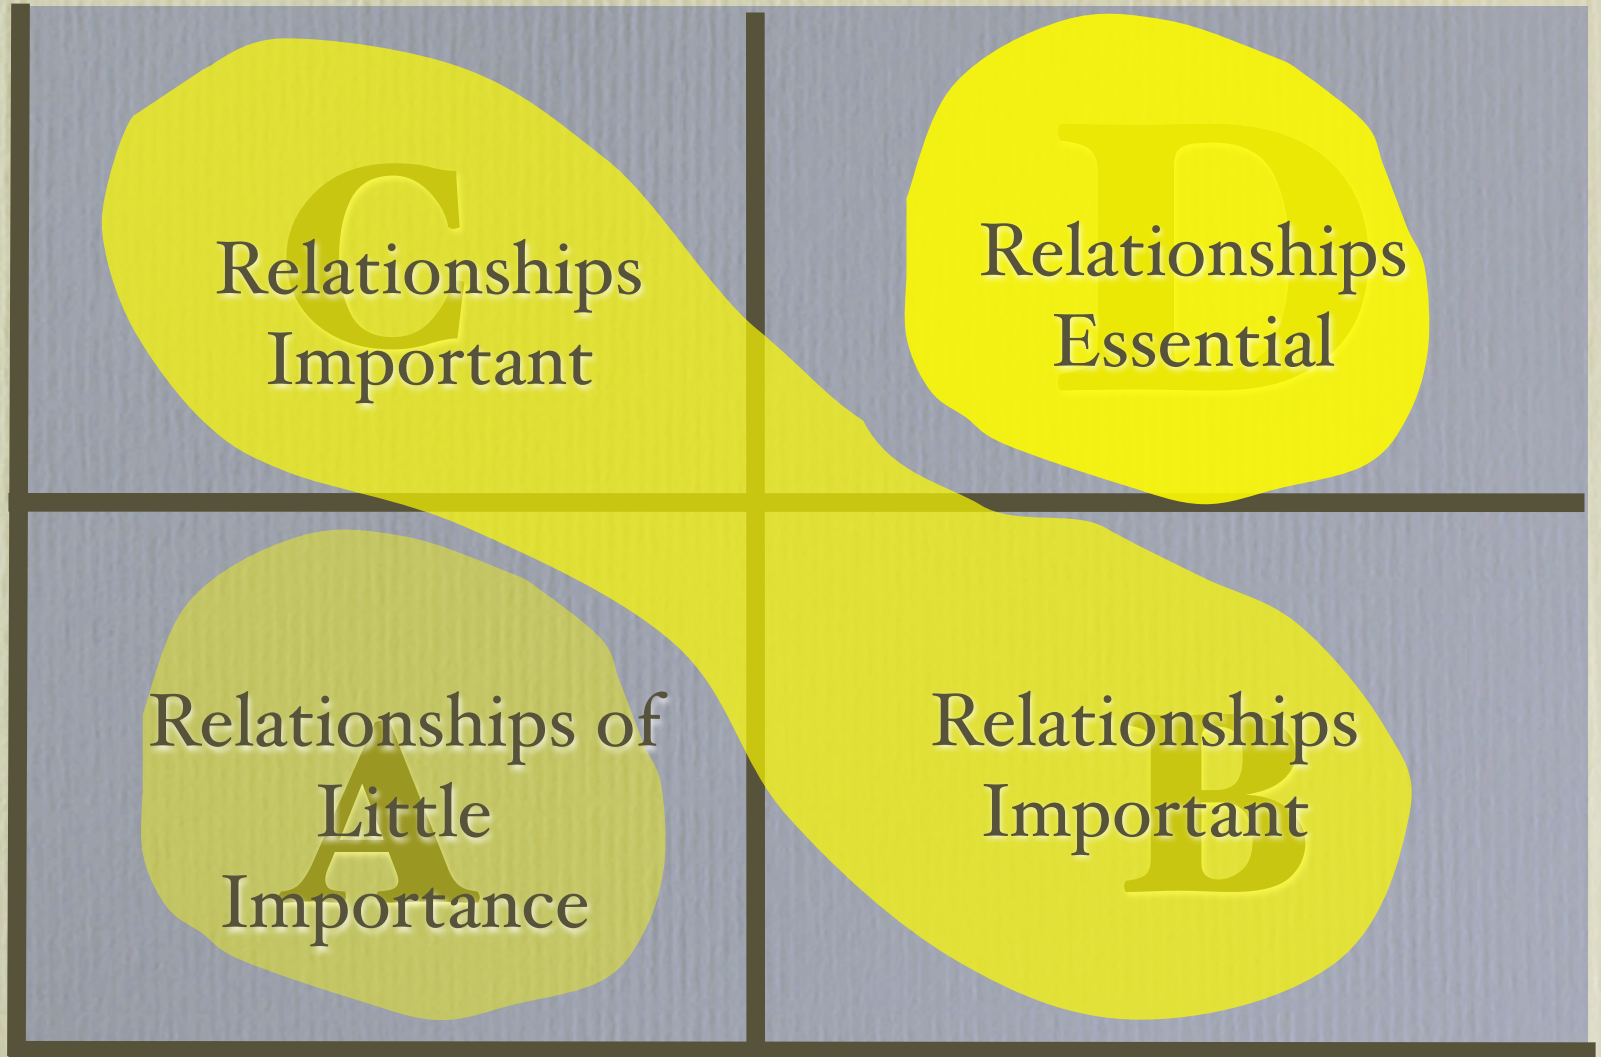 C
Relationships
Important
D
Relationships
Essential
A
Relationships of
Little
Importance
B
Relationships
Important